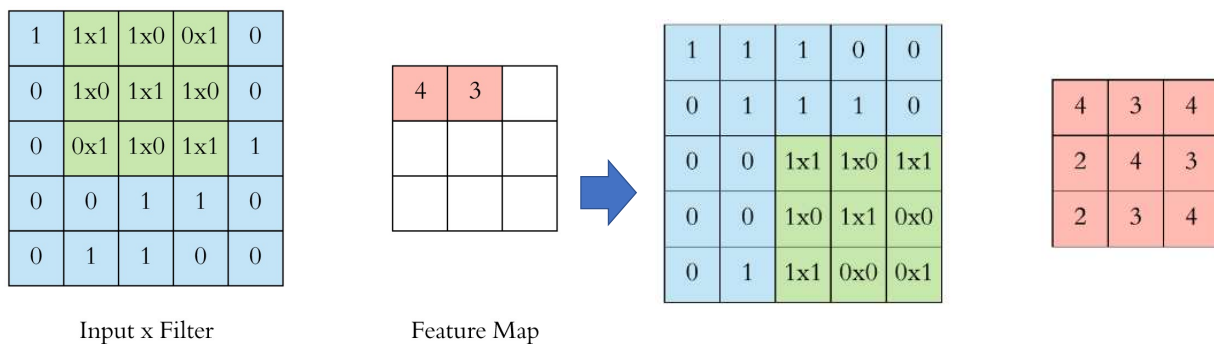 1 1x1 1x0 0x1 0
0 1x0 1x1 1x0 0
0 0x1 1x0 1x1 1
0 0 1 1 0
0 1 1 0 0
Input x Filter
4 3
Feature Map
1 1 1 0 0
0 1 1 1 0
0 0 1x1 1x0 1x1
0 0 1x0 1x1 0x0
0 1 1x1 0x0 0x1
4 3 4
2 4 3
2 3 4